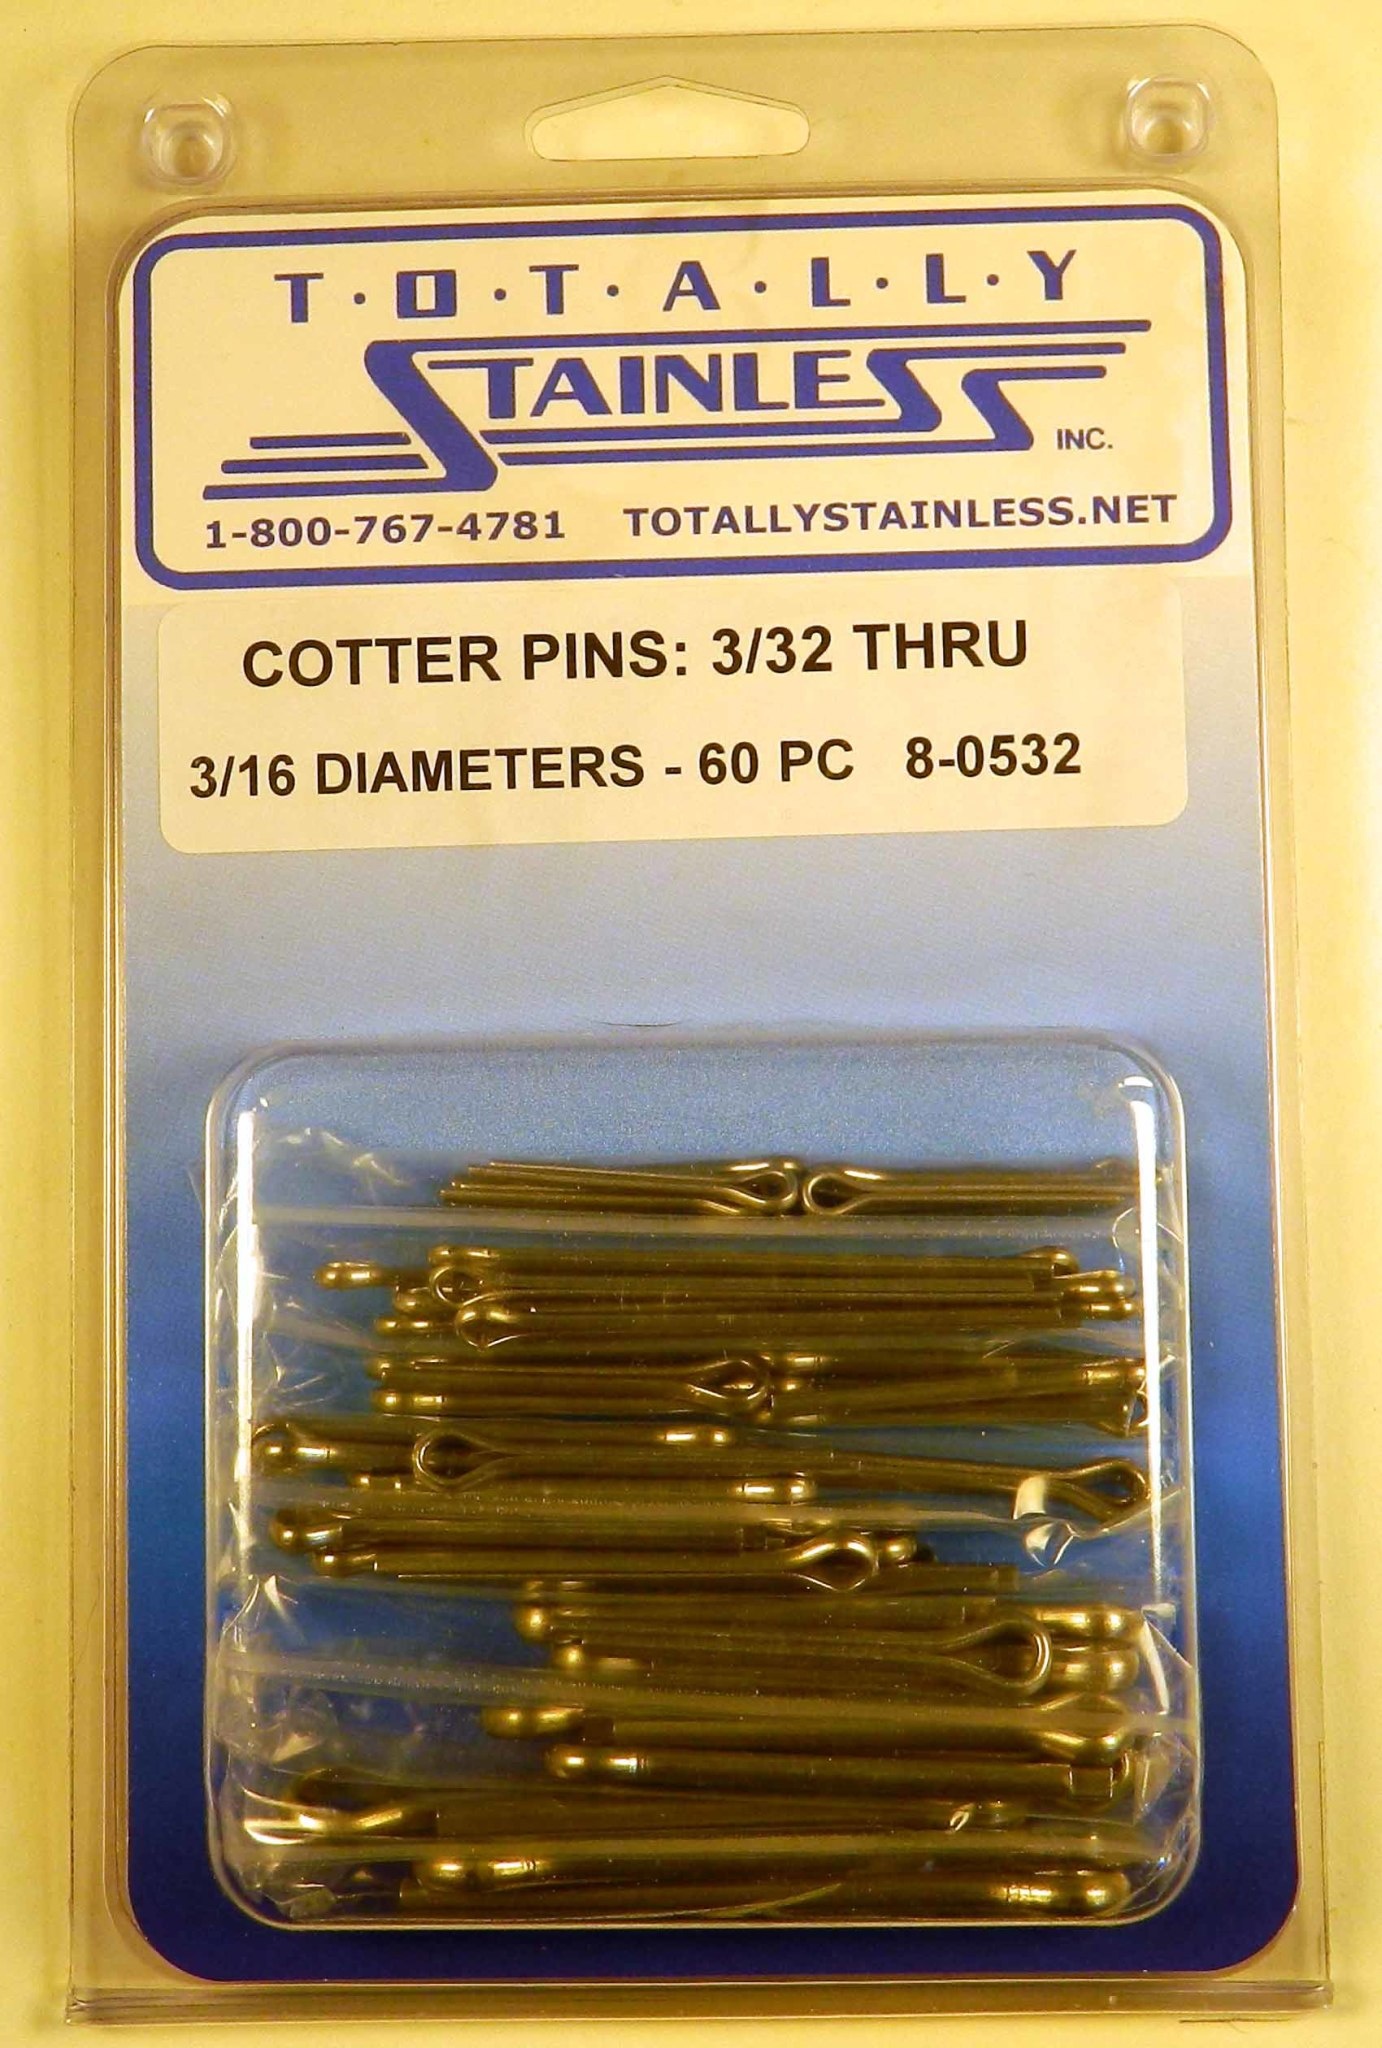 T·O·T·A·L·L·Y
STAINLESS
INC.
1-800-767-4781 TOTALLYSTAINLESS.NET
COTTER PINS: 3/32 THRU
3/16 DIAMETERS - 60 PC 8-0532